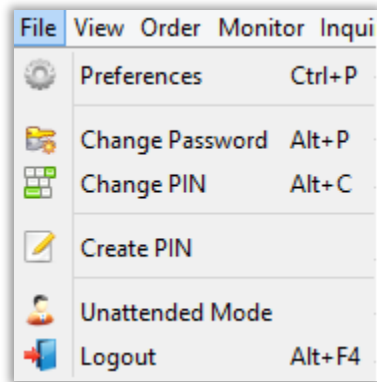 File View Order Monitor Inqui
Preferences Ctrl+P
Change Password Alt+P
Change PIN Alt+C
Create PIN
Unattended Mode
Logout Alt+F4